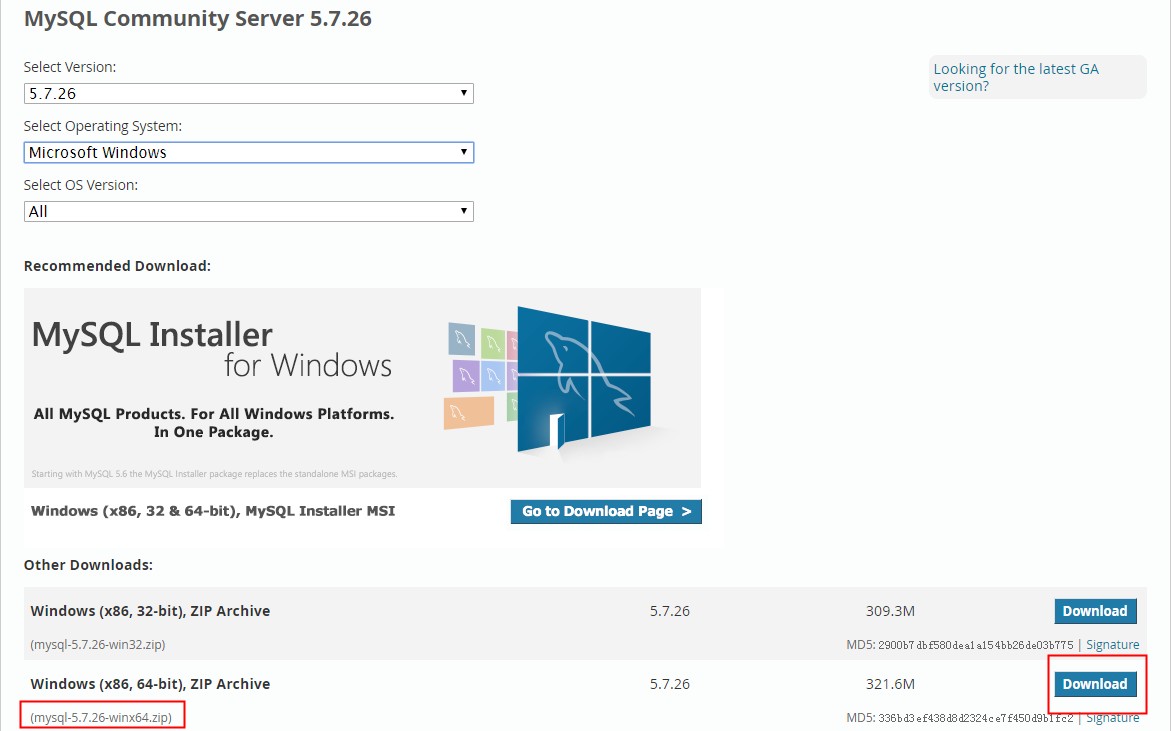 MySQL Community Server 5.7.26
Select Version:
Looking for the latest GA
version?
5.7.26
Select Operating System:
Microsoft Windows
Select OS Version:
All
Recommended Download:
MySQL Installer
for Windows
All MySQL Products. For All Windows Platforms.
In One Package.
Starting with MySQL 5.6 the MySQL Installer package replaces the standalone MSI packages.
Windows (x86, 32 & 64-bit), MySQL Installer MSI
Go to Download Page >
Other Downloads:
Windows (x86, 32-bit), ZIP Archive 5.7.26 309.3M Download
(mysql-5.7.26-win32.zip) MD5: 2900b7dbf580dea1a154bb26de03b775 | Signature
Windows (x86, 64-bit), ZIP Archive 5.7.26 321.6M Download
(mysql-5.7.26-winx64.zip) MD5: 336bd3ef438d8d2324ce7f450d9b1fc2 | Signature